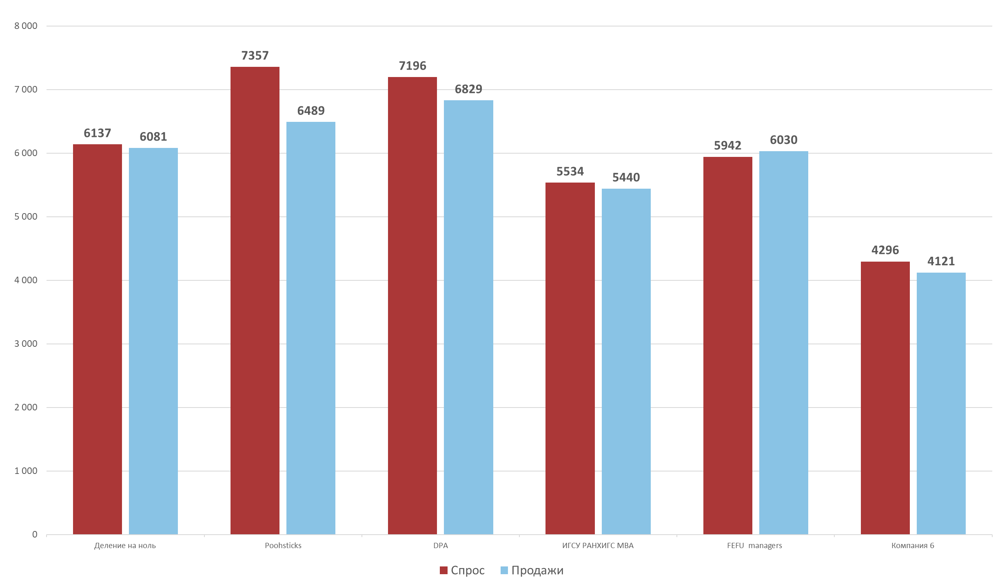 8 000
7 000
6 000
5 000
4 000
3 000
2 000
1 000
0
6137
6081
7357
6489
7196
6829
5534
5440
5942
6030
4296
4121
Деление на ноль
Poohsticks
DPA
ИГСУ РАНХИГС MBA
FEFU  managers
Компания 6
Спрос
Продажи